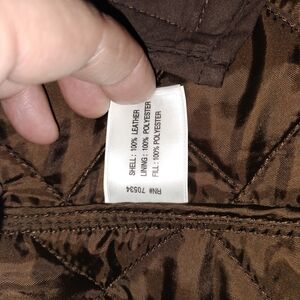 SHELL: 100% LEATHER
LINING: 100% POLYESTER
FILL: 100% POLYESTER
RN# 70534